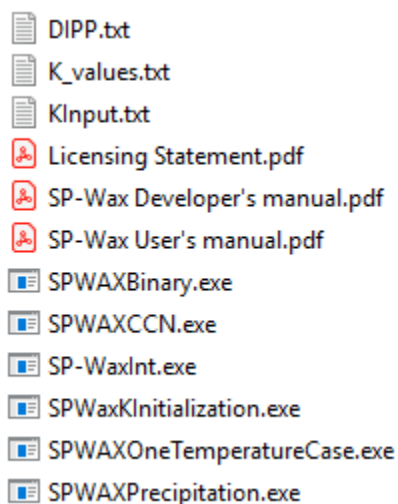 DIPP.txt
K_values.txt
KInput.txt
Licensing Statement.pdf
SP-Wax Developer's manual.pdf
SP-Wax User's manual.pdf
SPWAXBinary.exe
SPWAXCCN.exe
SP-WaxInt.exe
SPWaxKInitialization.exe
SPWAXOneTemperatureCase.exe
SPWAXPrecipitation.exe